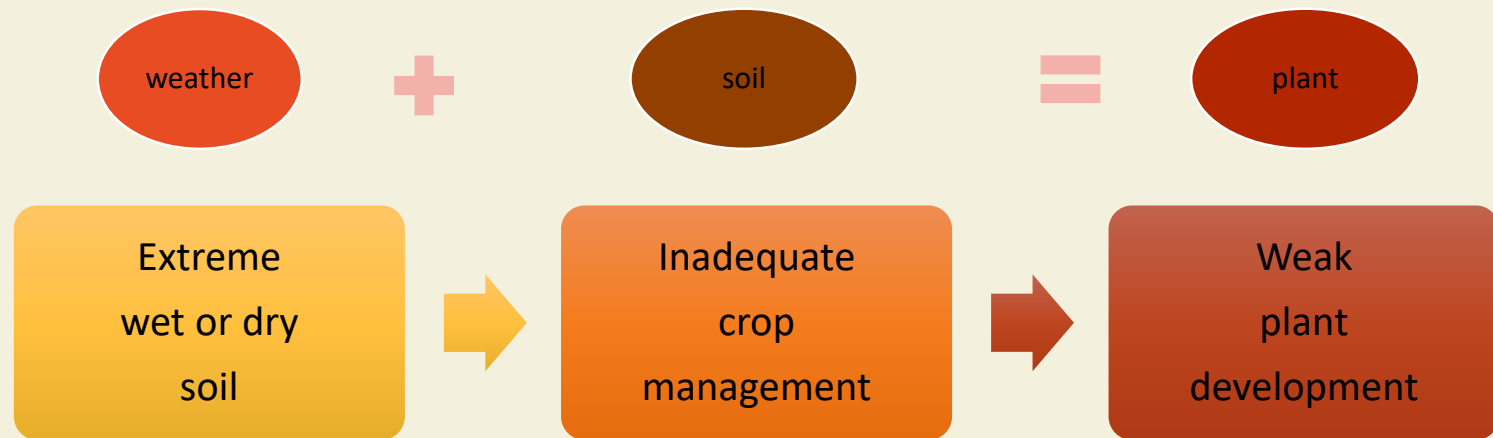 weather
soil
plant
Extreme
wet or dry
soil
Inadequate
crop
management
Weak
plant
development